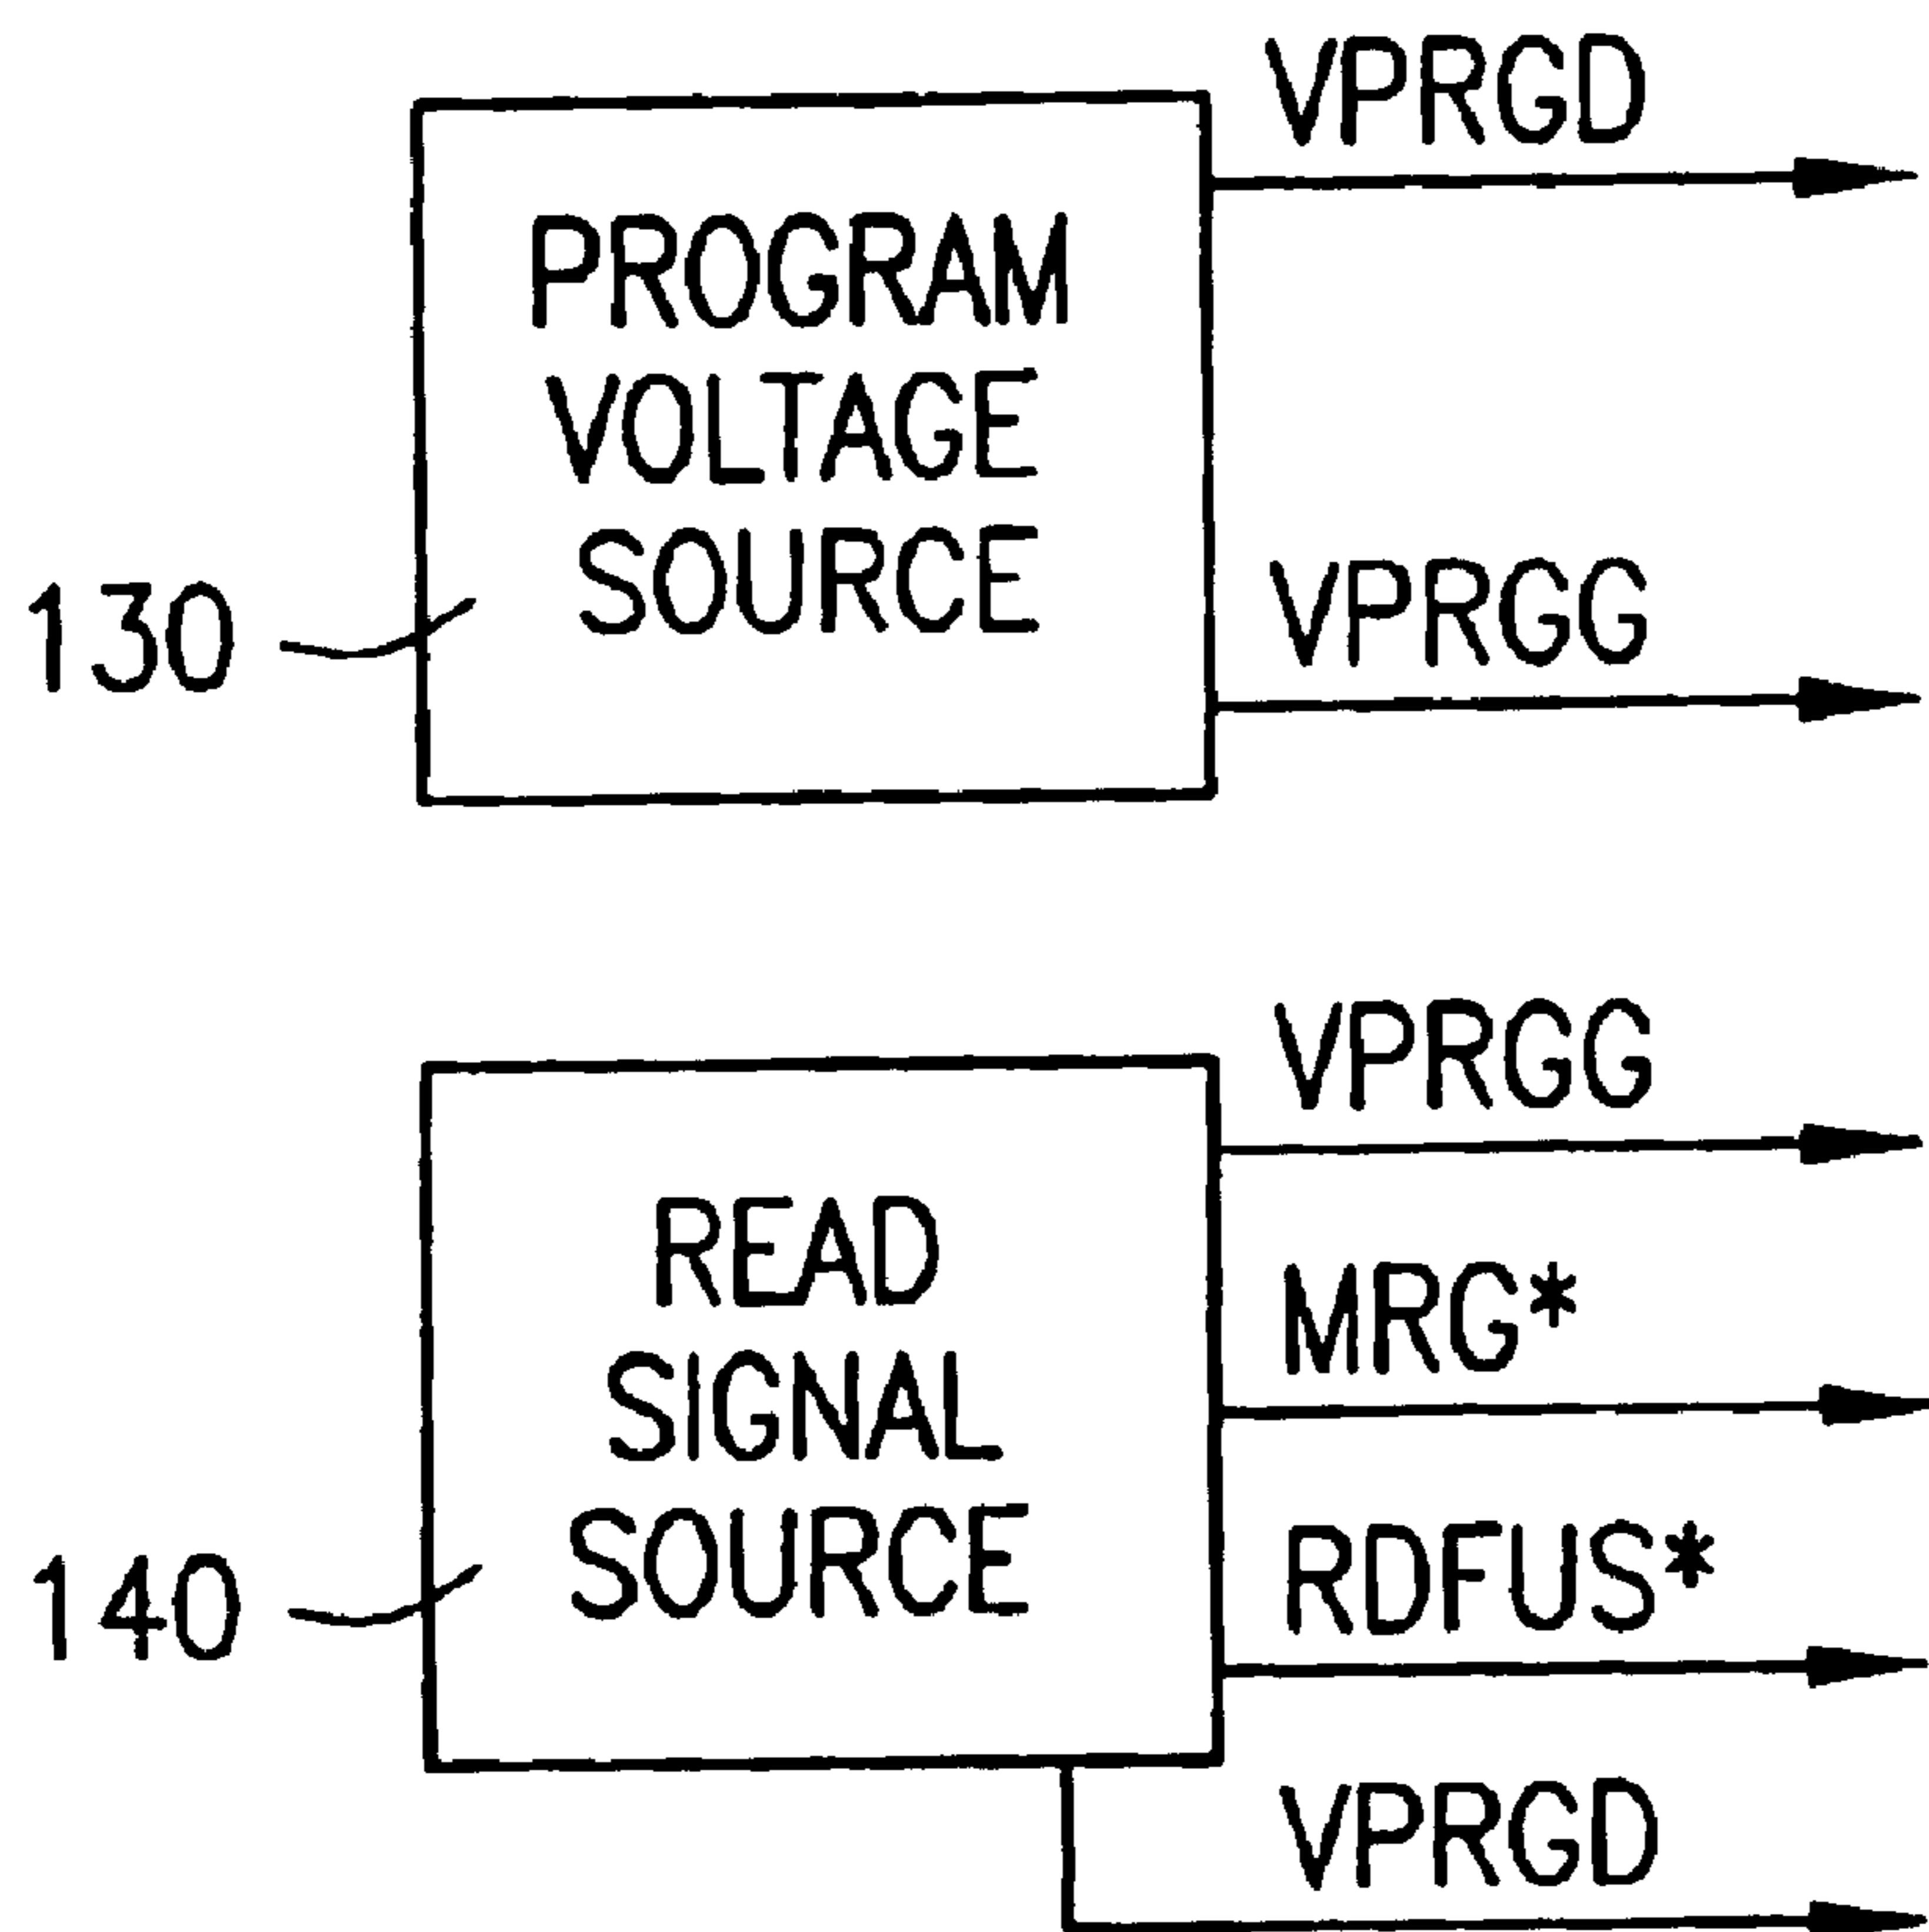 VPRGD
PROGRAM
VOLTAGE
SOURCE
130
VPRGG
VPRGG
READ
SIGNAL
SOURCE
140
MRG*
RDFUS*
VPRGD